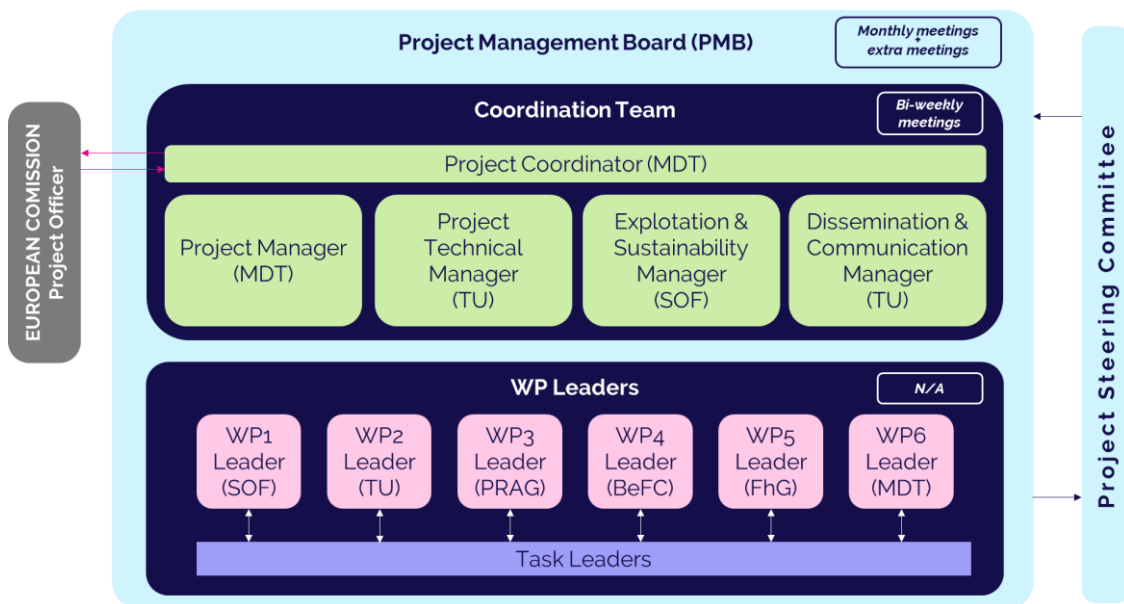 Project Management Board (PMB)
Monthly meetings
+
extra meetings
EUROPEAN COMISSION
Project Officer
Coordination Team
Bi-weekly
meetings
Project Coordinator (MDT)
Project Manager
(MDT)
Project
Technical
Manager
(TU)
Explotation &
Sustainability
Manager
(SOF)
Dissemination &
Communication
Manager
(TU)
WP Leaders
N/A
WP1
Leader
(SOF)
WP2
Leader
(TU)
WP3
Leader
(PRAG)
WP4
Leader
(BeFC)
WP5
Leader
(FhG)
WP6
Leader
(MDT)
Task Leaders
Project Steering Committee